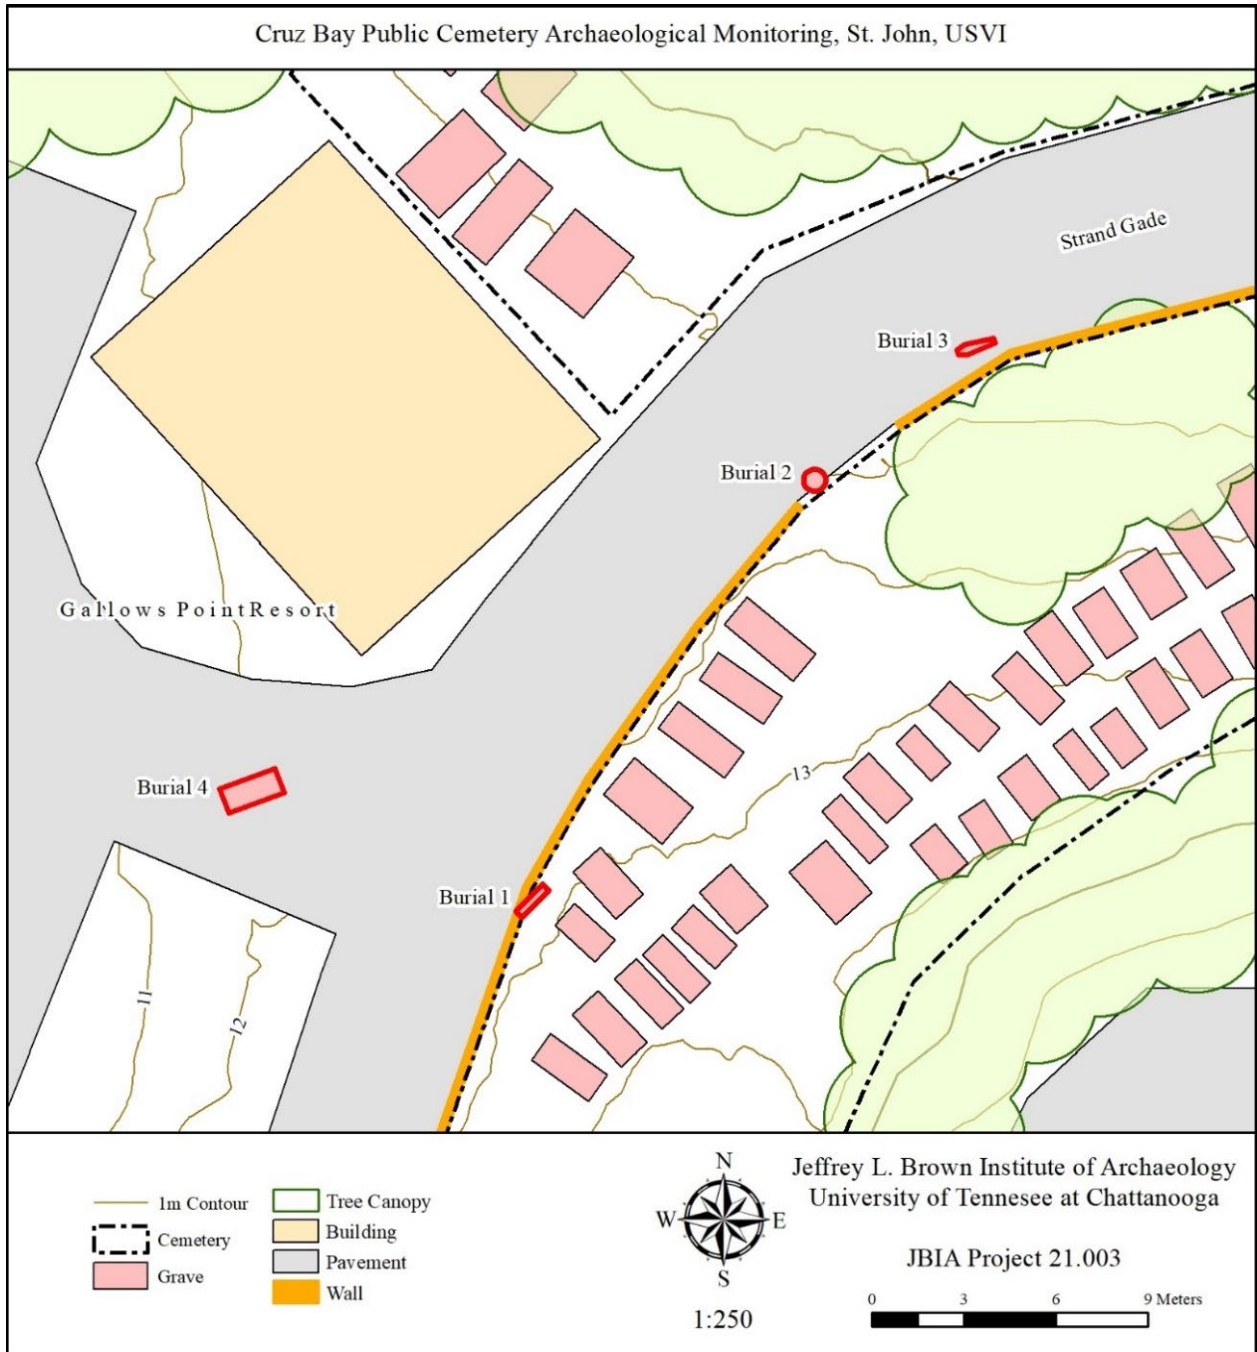 Cruz Bay Public Cemetery Archaeological Monitoring, St. John, USVI
Strand Gade
Burial 3
Burial 2
Gallows Point Resort
13
Burial 4
Burial 1
11
12
1m Contour
Cemetery
Grave
Tree Canopy
Building
Pavement
Wall
N
W
E
S
1:250
Jeffrey L. Brown Institute of Archaeology
University of Tennesee at Chattanooga
JBIA Project 21.003
0 3 6 9 Meters